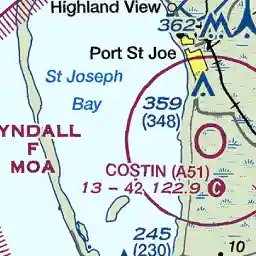 Highland View
362
Port St Joe
St Joseph
Bay
359
(348)
YNDALL
F
MOA
COSTIN (A51)
13 - 42 122.9 C
245
(230)
10